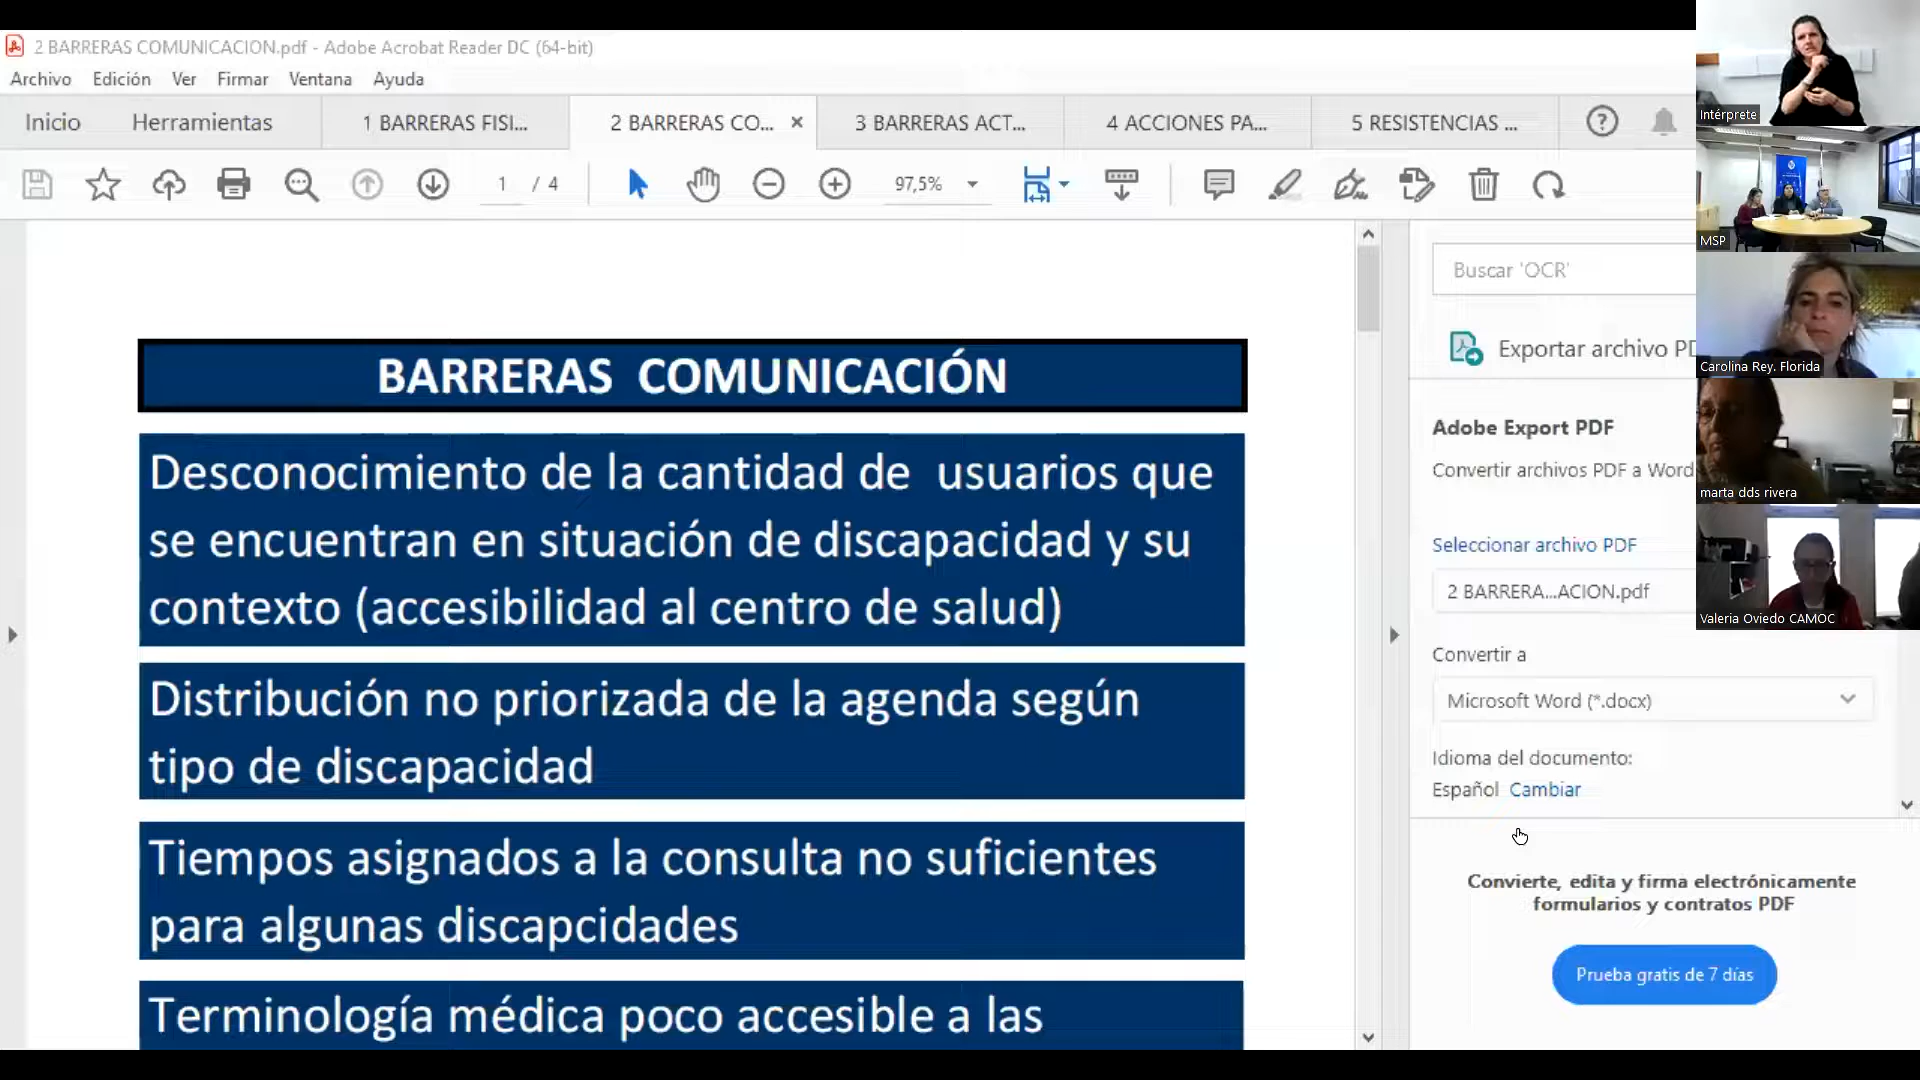 2 BARRERAS COMUNICACION.pdf - Adobe Acrobat Reader DC (64-bit)
Archivo Edición Ver Firmar Ventana Ayuda
Inicio Herramientas 1 BARRERAS FISI... 2 BARRERAS CO... × 3 BARRERAS ACT... 4 ACCIONES PA... 5 RESISTENCIAS ...
1 / 4 97,5%
BARRERAS COMUNICACIÓN
Desconocimiento de la cantidad de usuarios que
se encuentran en situación de discapacidad y su
contexto (accesibilidad al centro de salud)
Distribución no priorizada de la agenda según
tipo de discapacidad
Tiempos asignados a la consulta no suficientes
para algunas discapcidades
Terminología médica poco accesible a las
Buscar 'OCR'
Exportar archivo PD
Adobe Export PDF
Convertir archivos PDF a Word
Seleccionar archivo PDF
2 BARRERA...ACION.pdf
Convertir a
Microsoft Word (*.docx)
Idioma del documento:
Español Cambiar
Convierte, edita y firma electrónicamente
formularios y contratos PDF
Prueba gratis de 7 días
Intérprete
MSP
Carolina Rey. Florida
marta dds rivera
Valeria Oviedo CAMOC